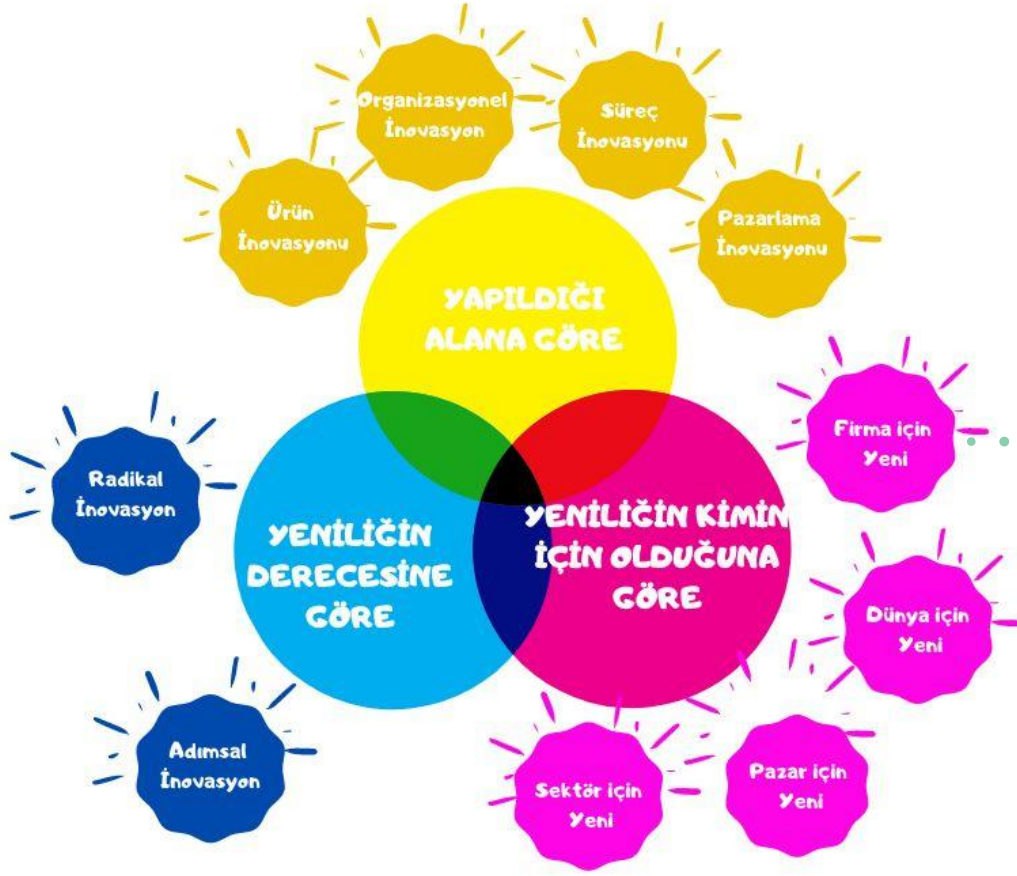 Organizasyonel
İnovasyon
Süreç
İnovasyonu
Ürün
İnovasyonu
Pazarlama
İnovasyonu
YAPILDIĞI
ALANA GÖRE
Firma için
Yeni
Radikal
İnovasyon
YENİLİĞİN
DERECESİNE
GÖRE
YENİLİĞİN KİMİN
İÇİN OLDUĞUNA
GÖRE
Dünya için
Yeni
Adımsal
İnovasyon
Sektör için
Yeni
Pazar için
Yeni